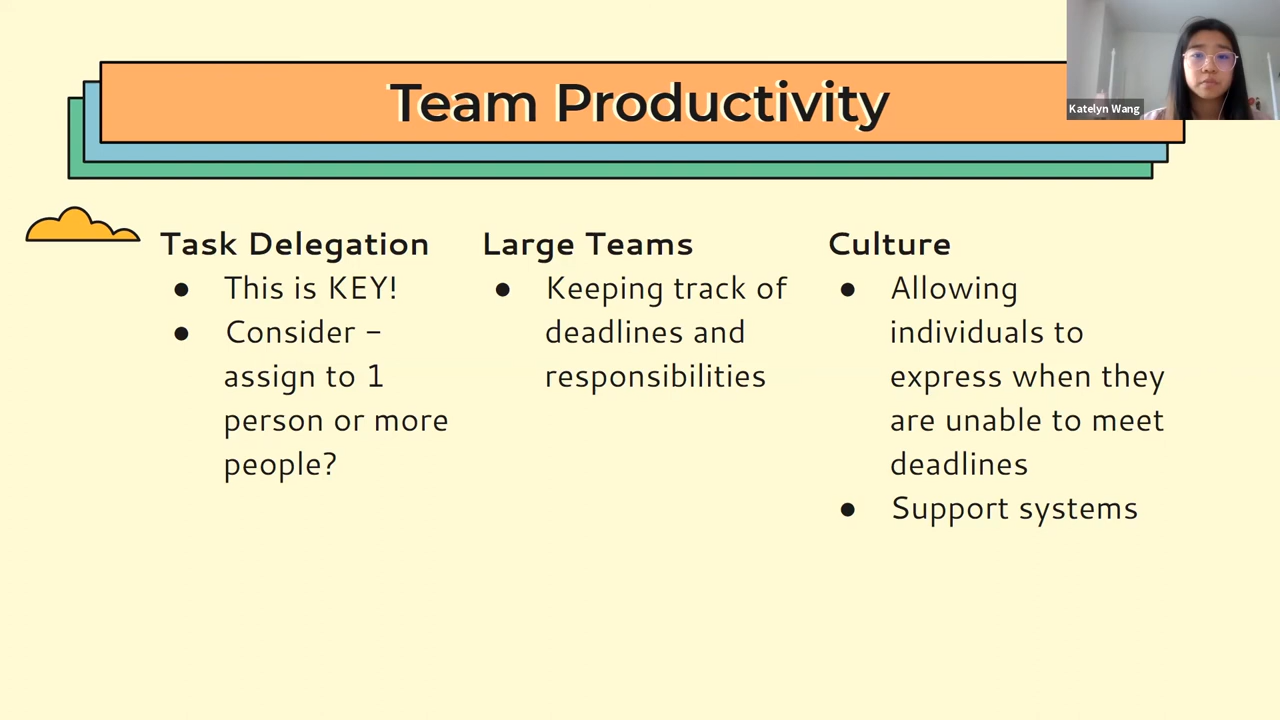 Team Productivity
Katelyn Wang
Task Delegation
● This is KEY!
● Consider -
assign to 1
person or more
people?
Large Teams
● Keeping track of
deadlines and
responsibilities
Culture
● Allowing
individuals to
express when they
are unable to meet
deadlines
● Support systems